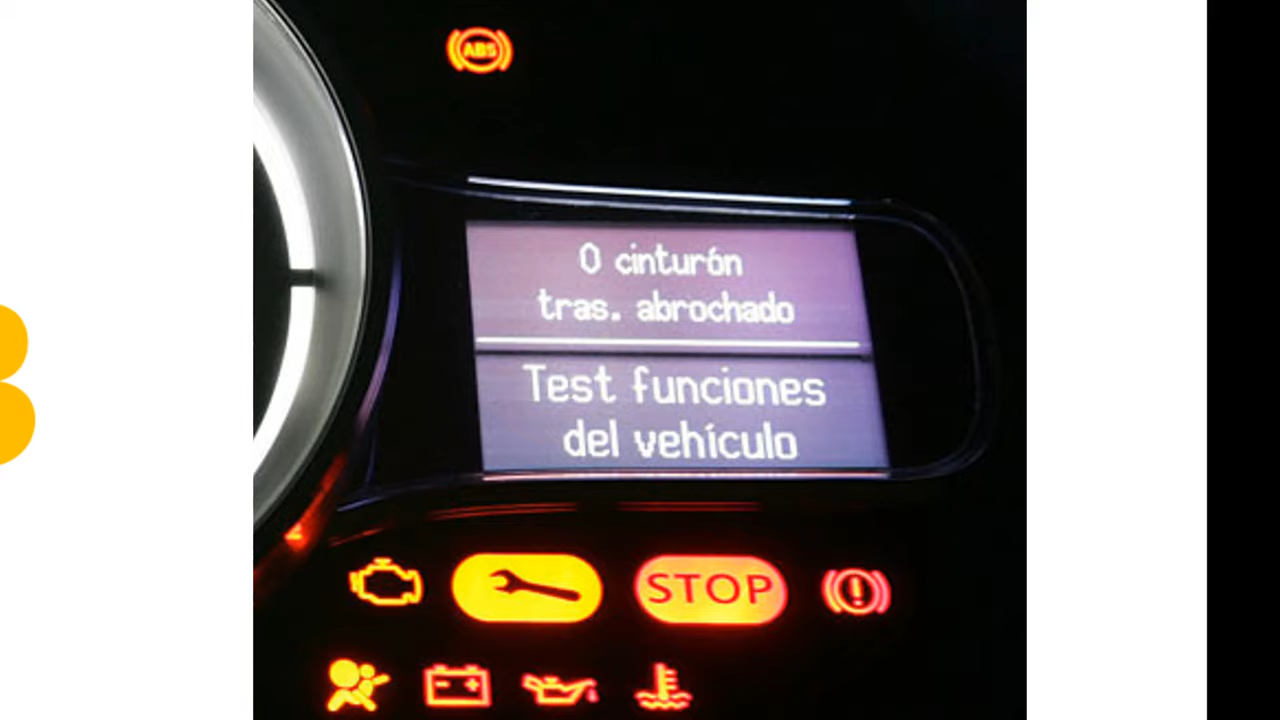 ABS
0 cinturón
tras. abrochado
Test funciones
del vehículo
STOP